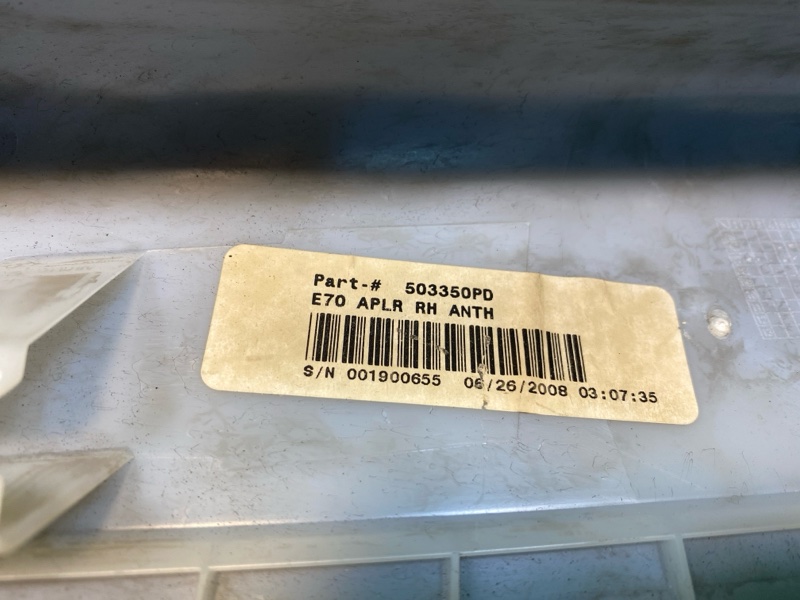 Part-# 503350PD
E70 APLR RH ANTH
S/N 001900655 06/26/2008 03:07:35